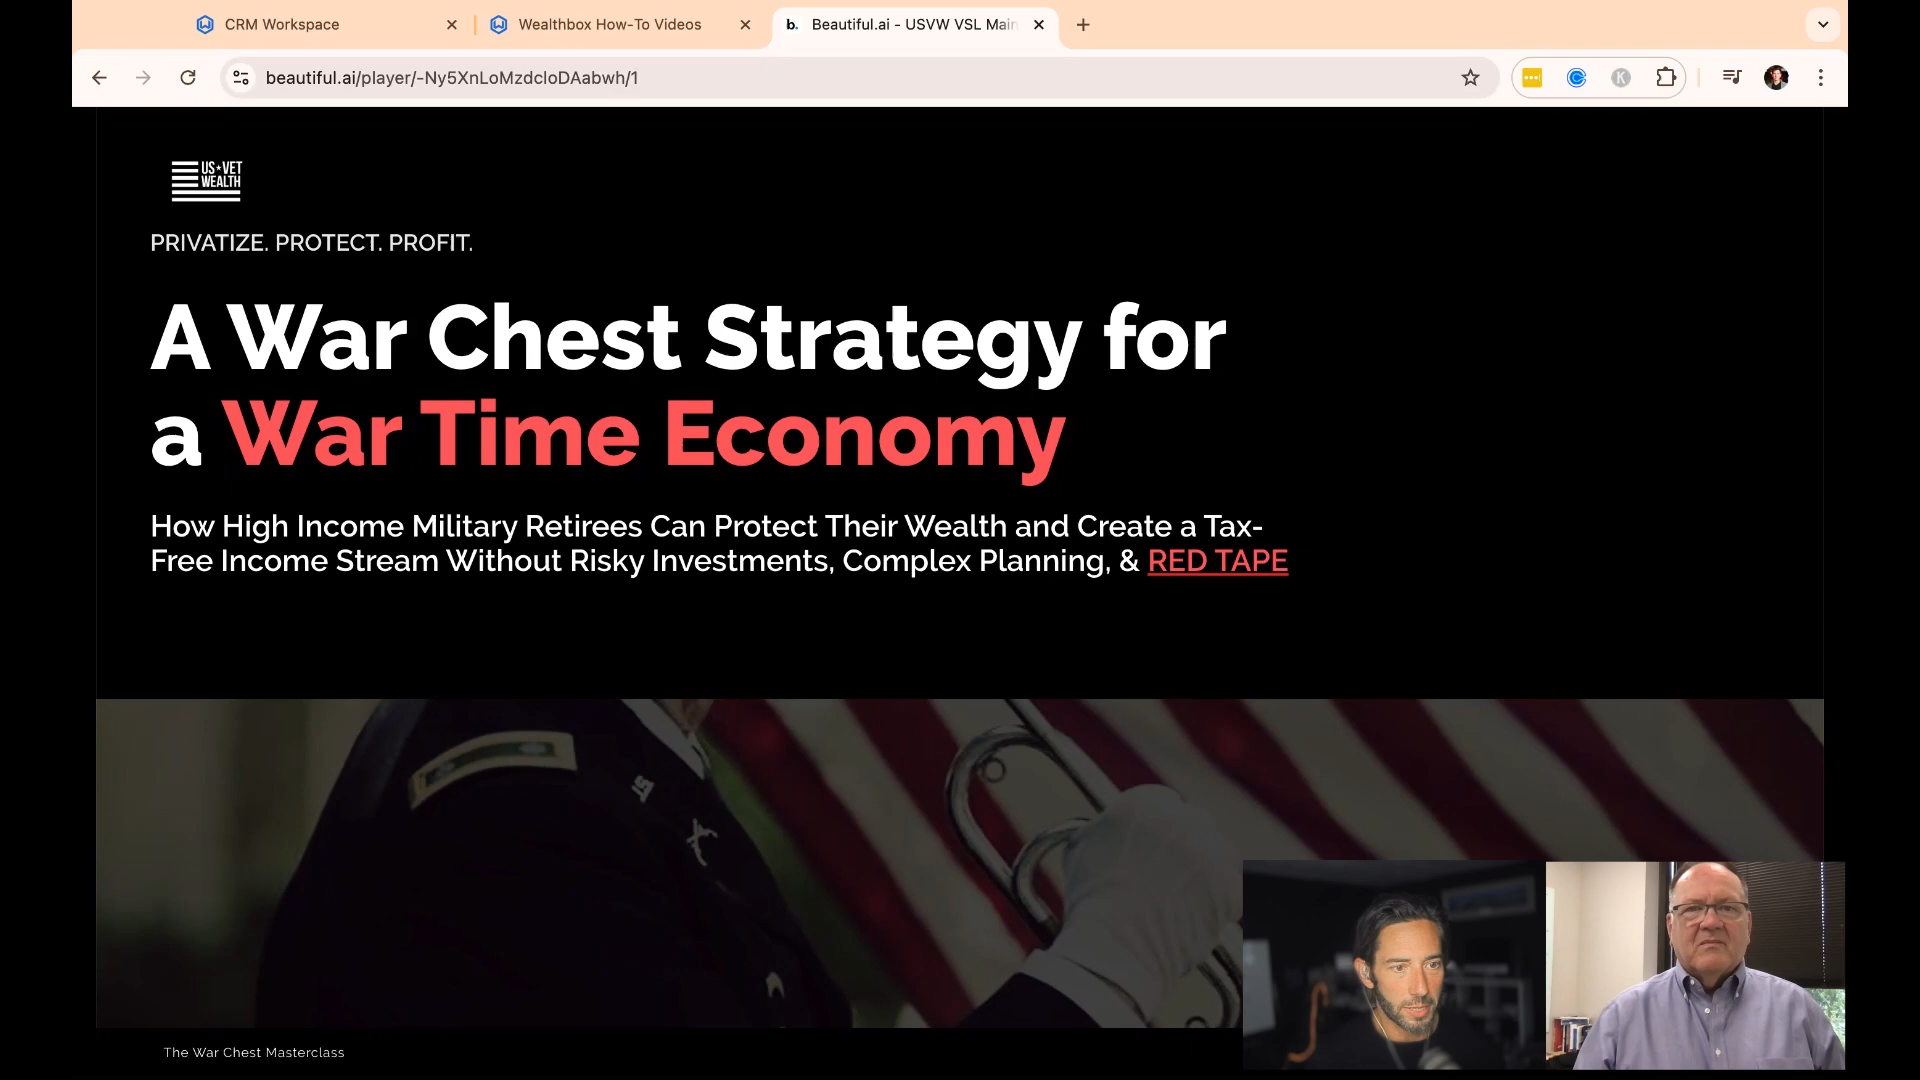 CRM Workspace
Wealthbox How-To Videos
b. Beautiful.ai - USVW VSL Main
beautiful.ai/player/-Ny5XnLoMzdcIoDAabwh/1
K
US★VET
WEALTH
PRIVATIZE. PROTECT. PROFIT.
A War Chest Strategy for
a War Time Economy
How High Income Military Retirees Can Protect Their Wealth and Create a Tax-
Free Income Stream Without Risky Investments, Complex Planning, & RED TAPE
US
The War Chest Masterclass